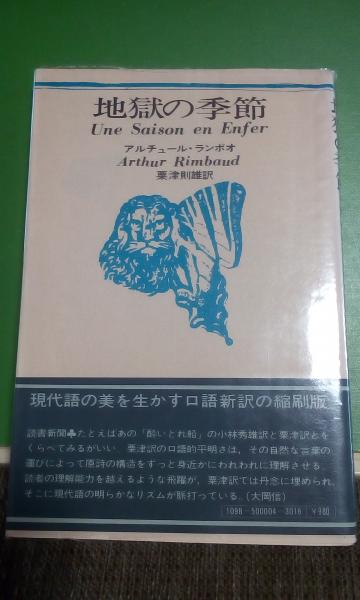 地獄の季節
Une Saison en Enfer
アルチュール・ランボオ
Arthur Rimbaud
粟津則雄訳
現代語の美を生かす口語新訳の縮刷版
読書新聞♣たとえばあの「酔いどれ船」の小林秀雄訳と粟津訳とを
くらべてみるがいい。粟津訳の口語的平明さは、その自然な言葉の
運びによって原詩の構造をすっと身近かにわれわれに理解させる。
読者の理解能力を越えるような飛躍が、粟津訳では丹念に埋められ、
そこに現代語の明らかなリズムが脈打っている。(大岡信)
1098-500004-3016 ¥980